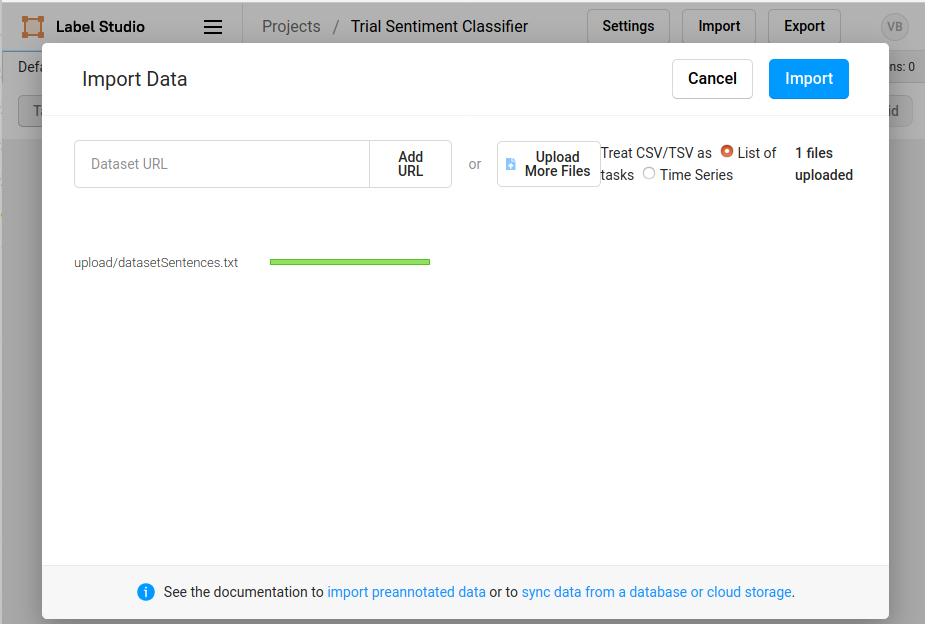 Label Studio
Projects / Trial Sentiment Classifier
Settings
Import
Export
VB
Defa
ns: 0
Ta
id
Import Data
Cancel
Import
Dataset URL
Add
URL
or
Upload
More Files
Treat CSV/TSV as List of
tasks Time Series
1 files
uploaded
upload/datasetSentences.txt
See the documentation to import preannotated data or to sync data from a database or cloud storage.